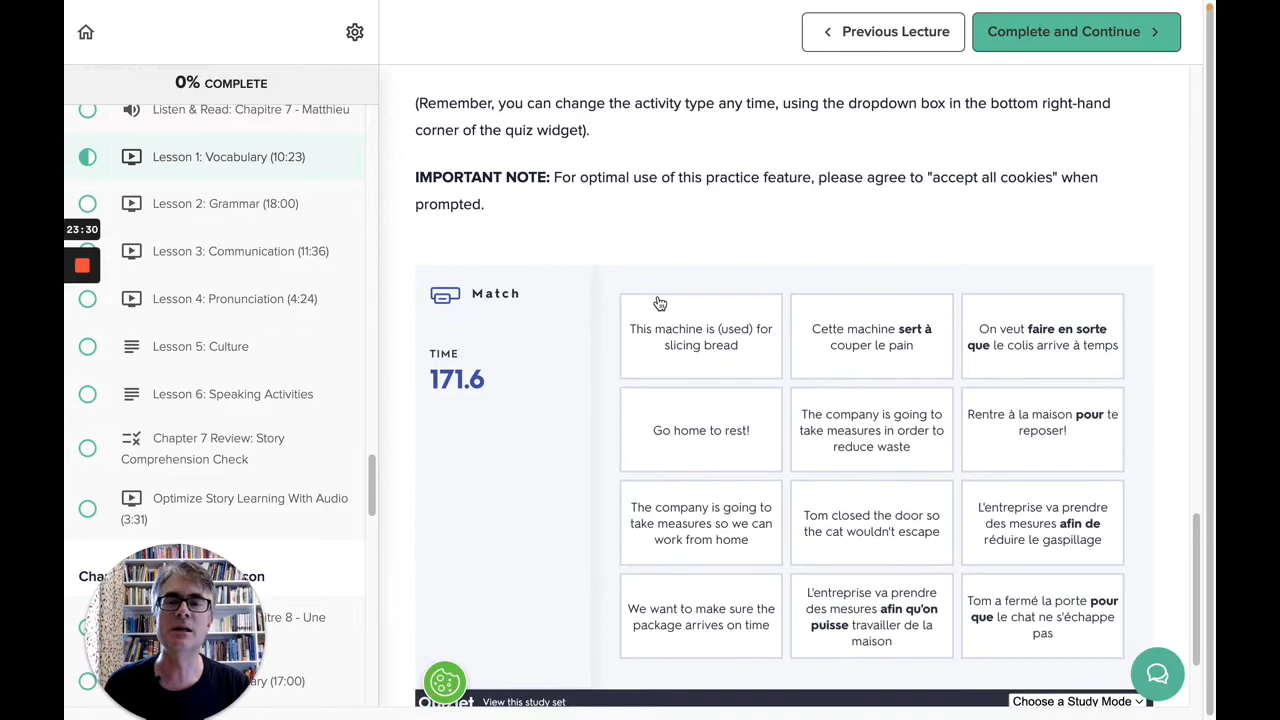 Previous Lecture
Complete and Continue
0% COMPLETE
Listen & Read: Chapitre 7 - Matthieu
Lesson 1: Vocabulary (10:23)
Lesson 2: Grammar (18:00)
23:30
Lesson 3: Communication (11:36)
Lesson 4: Pronunciation (4:24)
Lesson 5: Culture
Lesson 6: Speaking Activities
Chapter 7 Review: Story
Comprehension Check
Optimize Story Learning With Audio
(3:31)
(Remember, you can change the activity type any time, using the dropdown box in the bottom right-hand
corner of the quiz widget).
IMPORTANT NOTE: For optimal use of this practice feature, please agree to "accept all cookies" when
prompted.
Match
TIME
171.6
This machine is (used) for
slicing bread
Cette machine sert à
couper le pain
On veut faire en sorte
que le colis arrive à temps
Go home to rest!
The company is going to
take measures in order to
reduce waste
Rentre à la maison pour te
reposer!
The company is going to
take measures so we can
work from home
Tom closed the door so
the cat wouldn't escape
L'entreprise va prendre
des mesures afin de
réduire le gaspillage
We want to make sure the
package arrives on time
L'entreprise va prendre
des mesures afin qu'on
puisse travailler de la
maison
Tom a fermé la porte pour
que le chat ne s'échappe
pas
View this study set
Choose a Study Mode
8 - Une
(17:00)